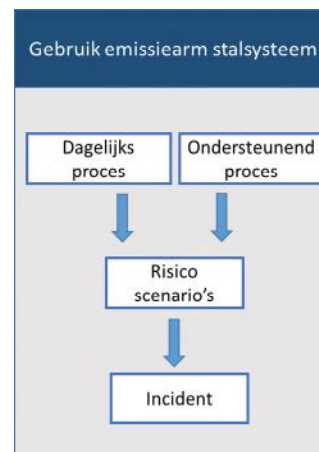 Gebruik emissiearm stalsysteem
Dagelijks
proces
Ondersteunend
proces
Risico
scenario's
Incident